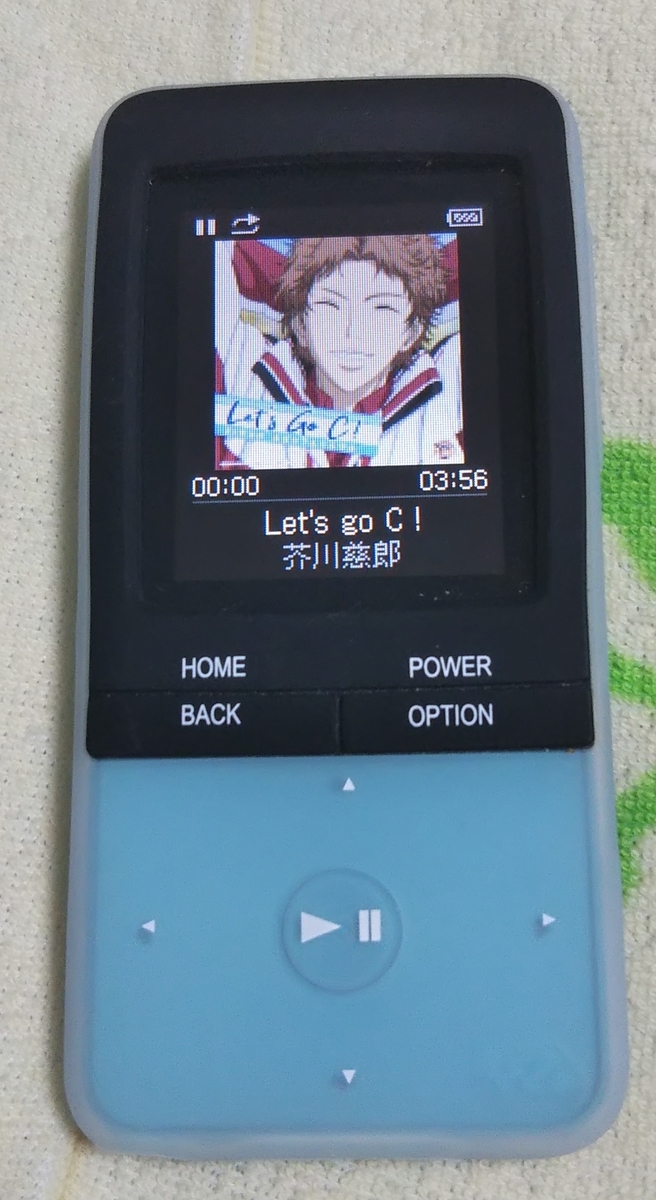 Let's Go C!
00:00 03:56
Let's go C !
芥川慈郎
HOME POWER
BACK OPTION